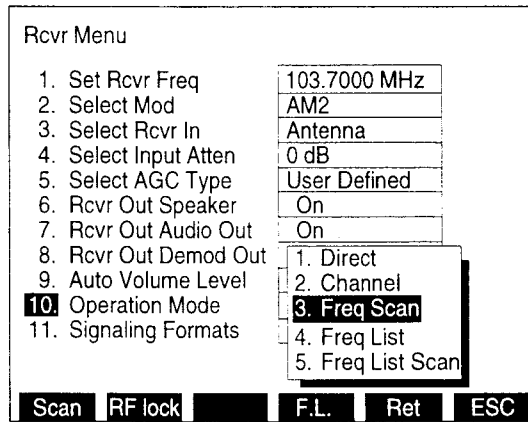 Rcvr Menu
1. Set Rcvr Freq 103.7000 MHz
2. Select Mod AM2
3. Select Rcvr In Antenna
4. Select Input Atten 0 dB
5. Select AGC Type User Defined
6. Rcvr Out Speaker On
7. Rcvr Out Audio Out On
8. Rcvr Out Demod Out
9. Auto Volume Level
10. Operation Mode
11. Signaling Formats
1. Direct
2. Channel
3. Freq Scan
4. Freq List
5. Freq List Scan
Scan RF lock F.L. Ret ESC